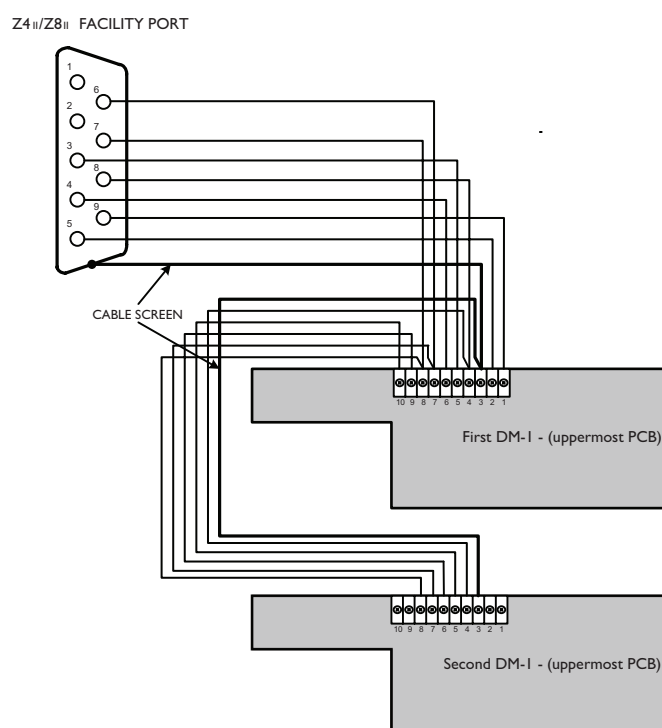 Z4II/Z8II FACILITY PORT
1
6
2
7
3
8
4
9
5
CABLE SCREEN
10 9 8 7 6 5 4 3 2 1
First DM-1 - (uppermost PCB)
10 9 8 7 6 5 4 3 2 1
Second DM-1 - (uppermost PCB)